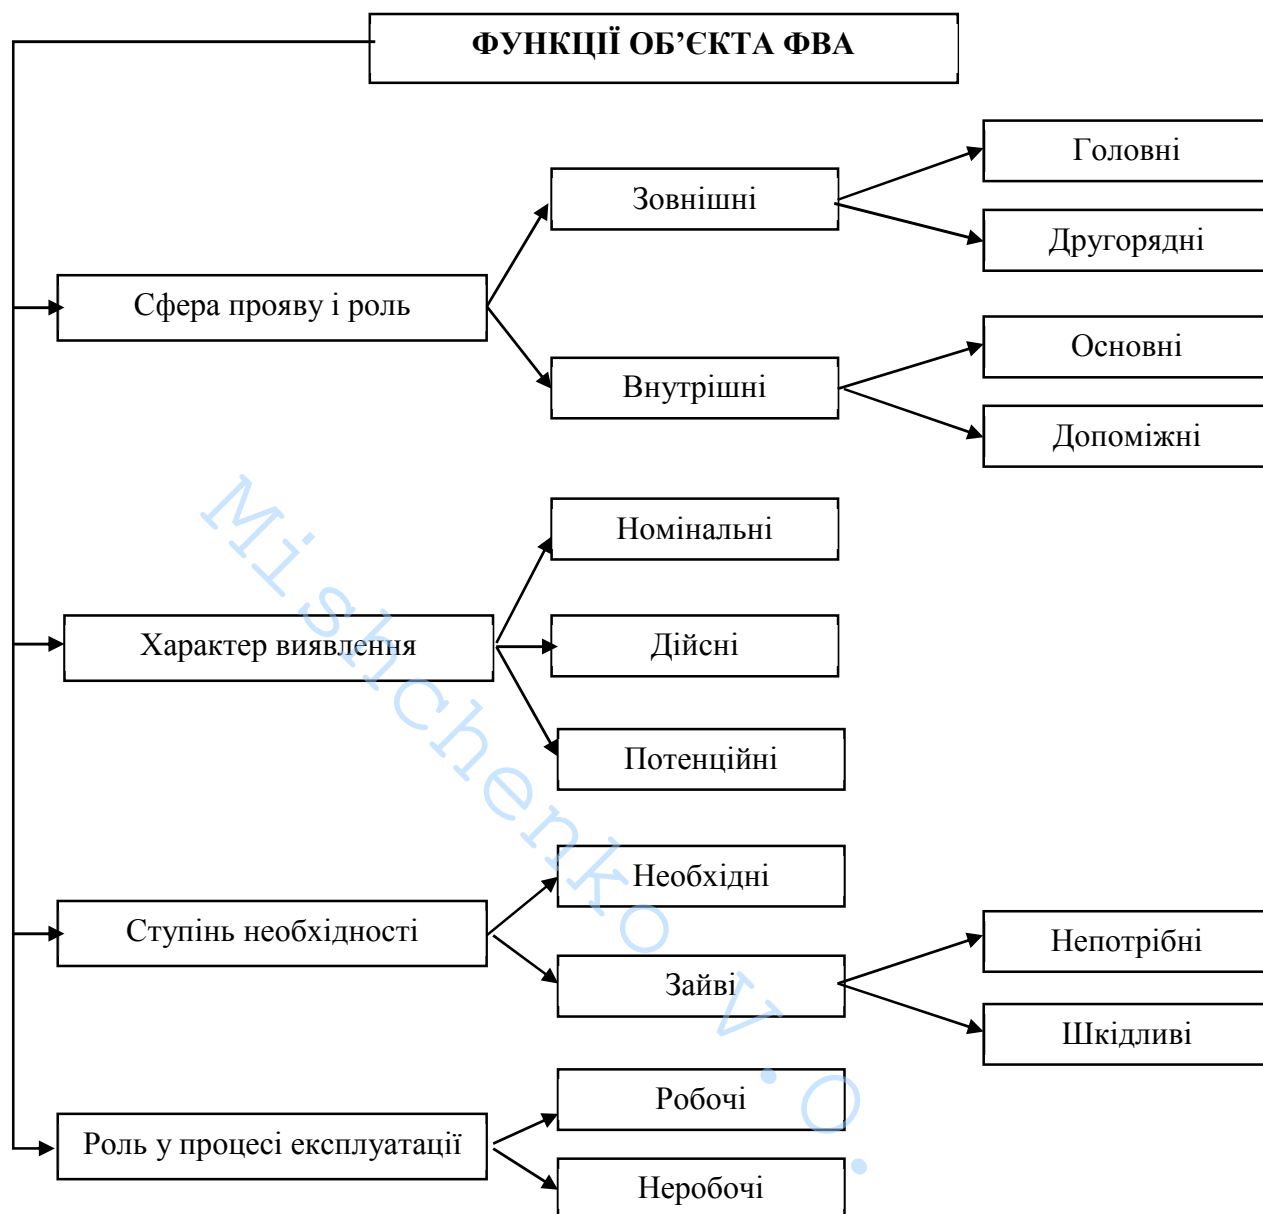 ФУНКЦІЇ ОБ’ЄКТА ФВА
Сфера прояву і роль
Зовнішні
Головні
Другорядні
Внутрішні
Основні
Допоміжні
Характер виявлення
Номінальні
Дійсні
Потенційні
Ступінь необхідності
Необхідні
Зайві
Непотрібні
Шкідливі
Роль у процесі експлуатації
Робочі
Неробочі
Mishchenko V.O.